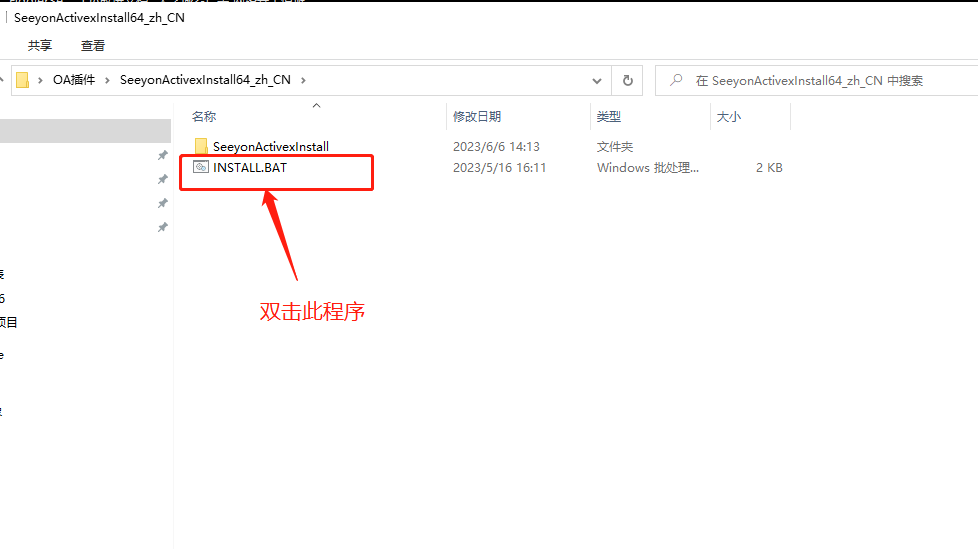 SeeyonActivexInstall64_zh_CN
共享 查看
OA插件 SeeyonActivexInstall64_zh_CN
在 SeeyonActivexInstall64_zh_CN 中搜索
名称 修改日期 类型 大小
SeeyonActivexInstall 2023/6/6 14:13 文件夹
INSTALL.BAT 2023/5/16 16:11 Windows 批处理... 2 KB
6
双击此程序
项目
e